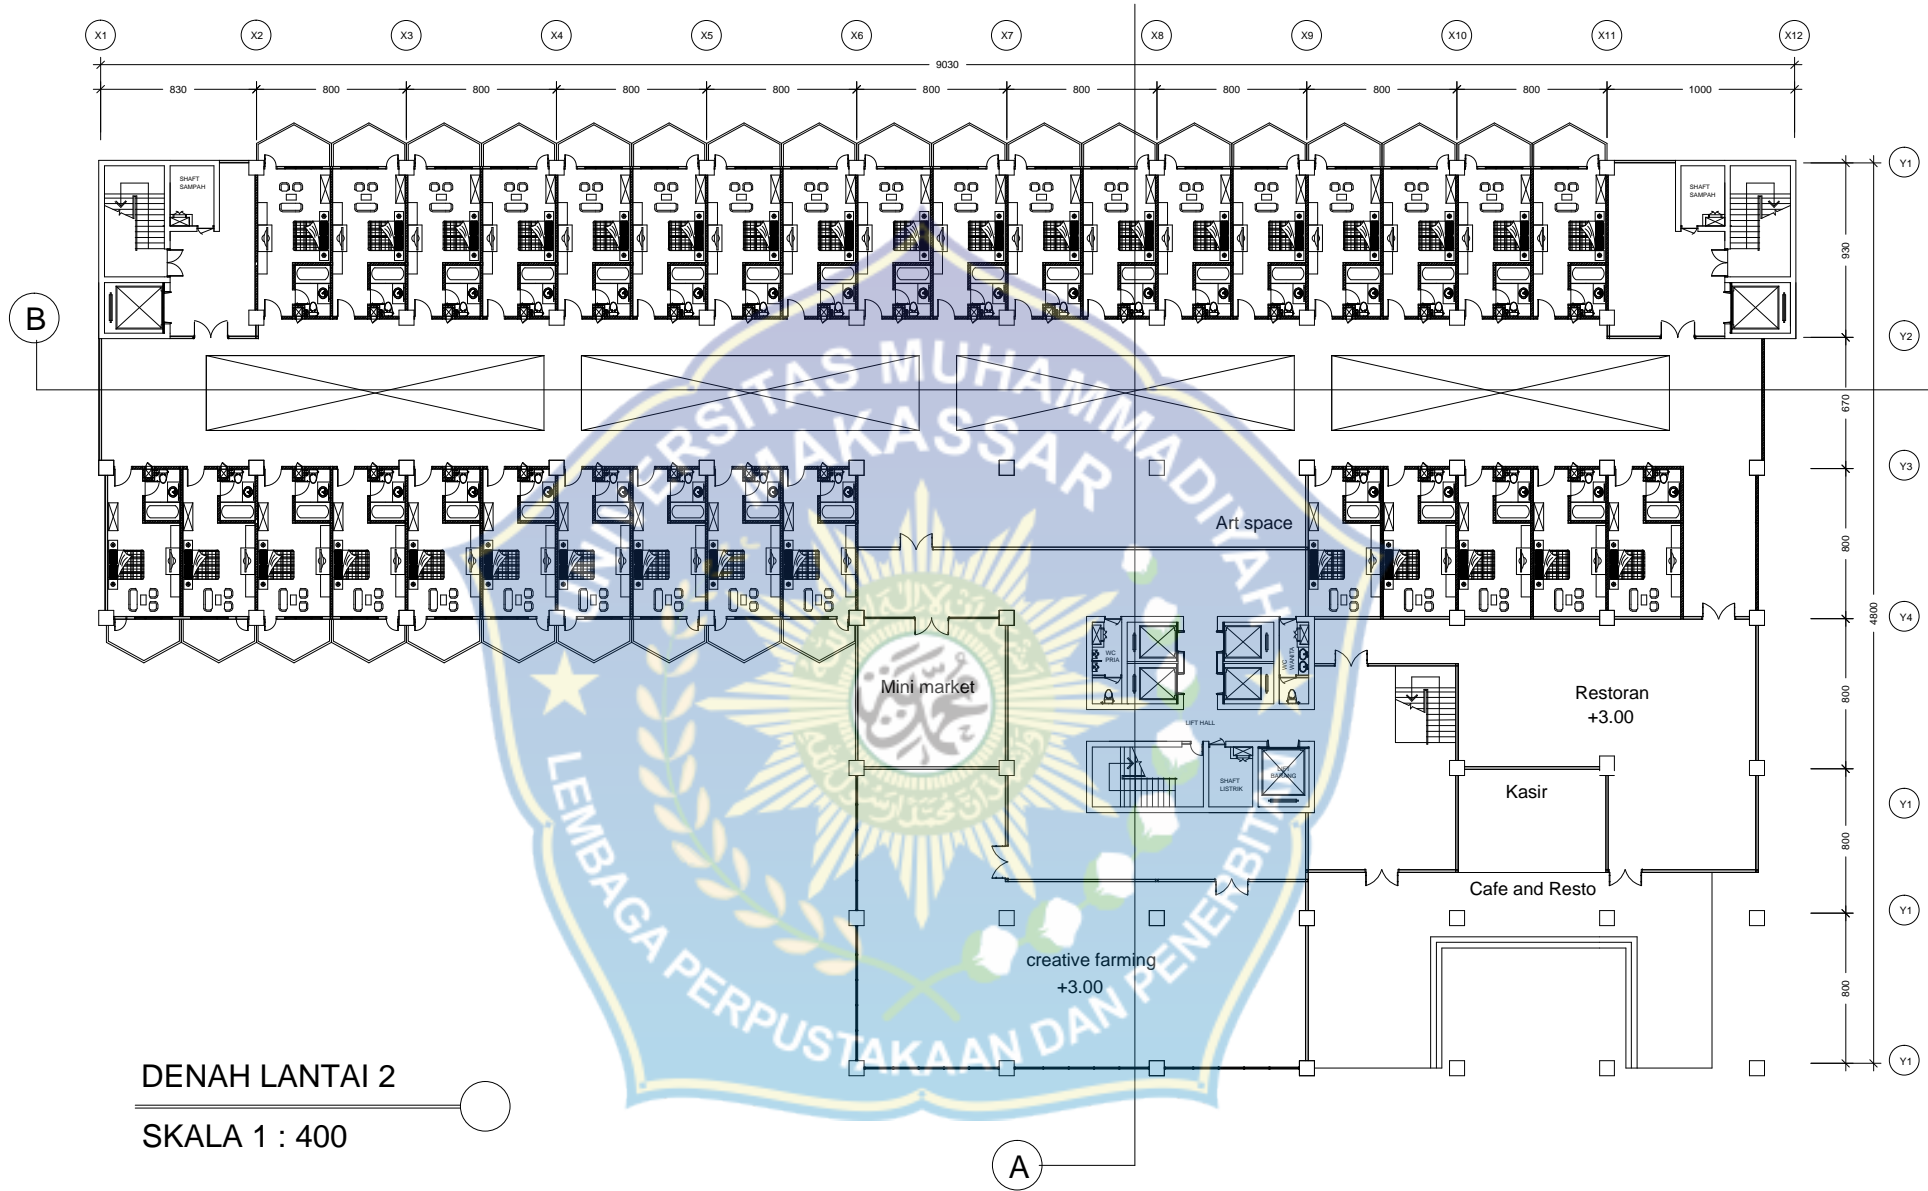 X1 X2 X3 X4 X5 X6 X7 X8 X9 X10 X11 X12
9030
830 800 800 800 800 800 800 800 800 800 1000
SHAFT
SAMPAH
SHAFT
SAMPAH
Y1
930
B
Y2
670
UNIVERSITAS MUHAMMADIYAH
MAKASSAR
Y3
Art space
800
Y4
4800
WC
PRIA
WC
WANITA
Mini market
Restoran
+3.00
800
LIFT HALL
LIFT
BARANG
SHAFT
LISTRIK
Kasir
Y1
800
Cafe and Resto
Y1
creative farming
+3.00
800
LEMBAGA PERPUSTAKAAN DAN PENERBITAN
Y1
DENAH LANTAI 2
SKALA 1 : 400
A